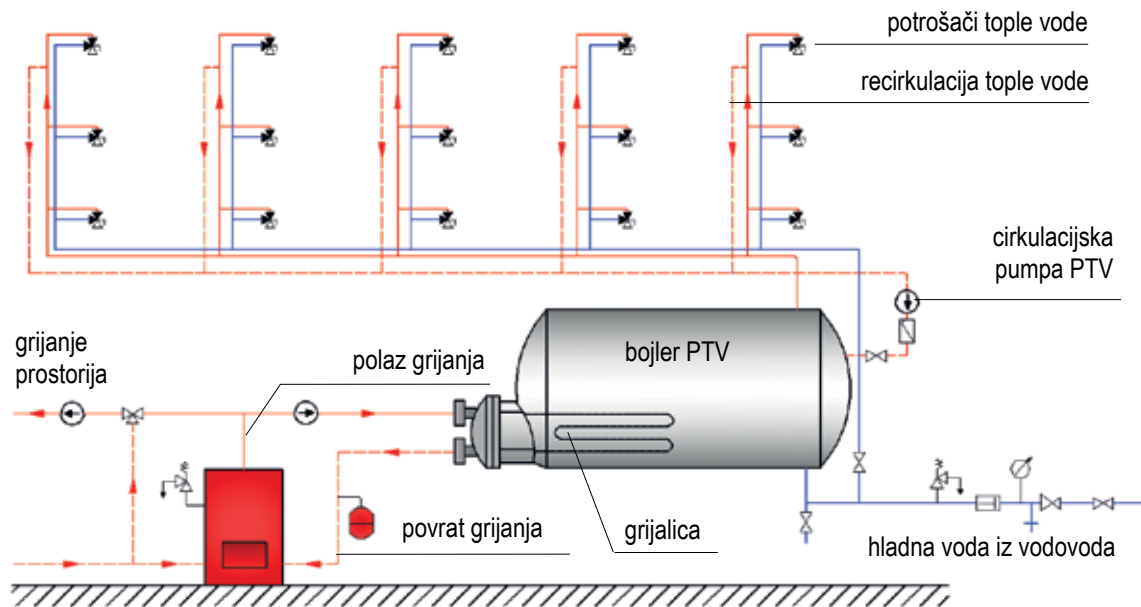 potrošači tople vode
recirkulacija tople vode
cirkulacijska
pumpa PTV
grijanje
prostorija
polaz grijanja
bojler PTV
povrat grijanja
grijalica
hladna voda iz vodovoda